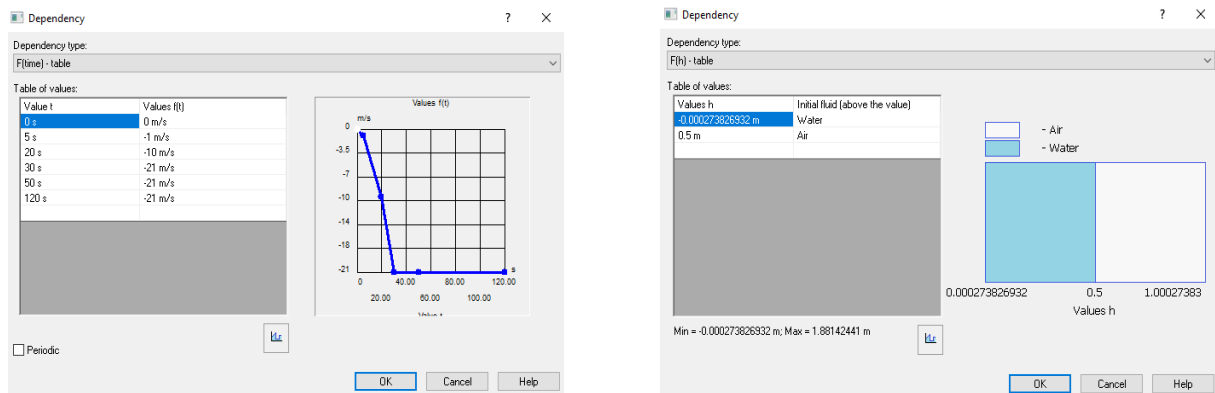 Dependency ? ×
Dependency type:
F(time) - table
Table of values:
Value t Values f(t)
0 s 0 m/s
5 s -1 m/s
20 s -10 m/s
30 s -21 m/s
50 s -21 m/s
120 s -21 m/s
Values f(t)
m/s
0
-3.5
-7
-10
-14
-18
-21
s
0 40.00 80.00 120.00
20.00 60.00 100.00
Value t
Periodic
OK Cancel Help
Dependency ? ×
Dependency type:
F(h) - table
Table of values:
Values h Initial fluid (above the value)
-0.000273826932 m Water
0.5 m Air
- Air
- Water
0.000273826932 0.5 1.00027383
Values h
Min = -0.000273826932 m; Max = 1.88142441 m
OK Cancel Help